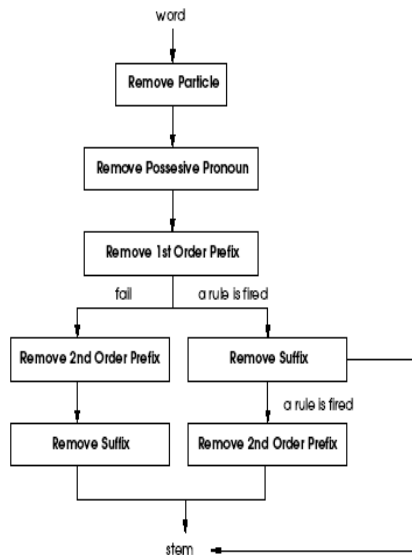 word
Remove Particle
Remove Possesive Pronoun
Remove 1st Order Prefix
fail
a rule is fired
Remove 2nd Order Prefix
Remove Suffix
a rule is fired
Remove Suffix
Remove 2nd Order Prefix
stem